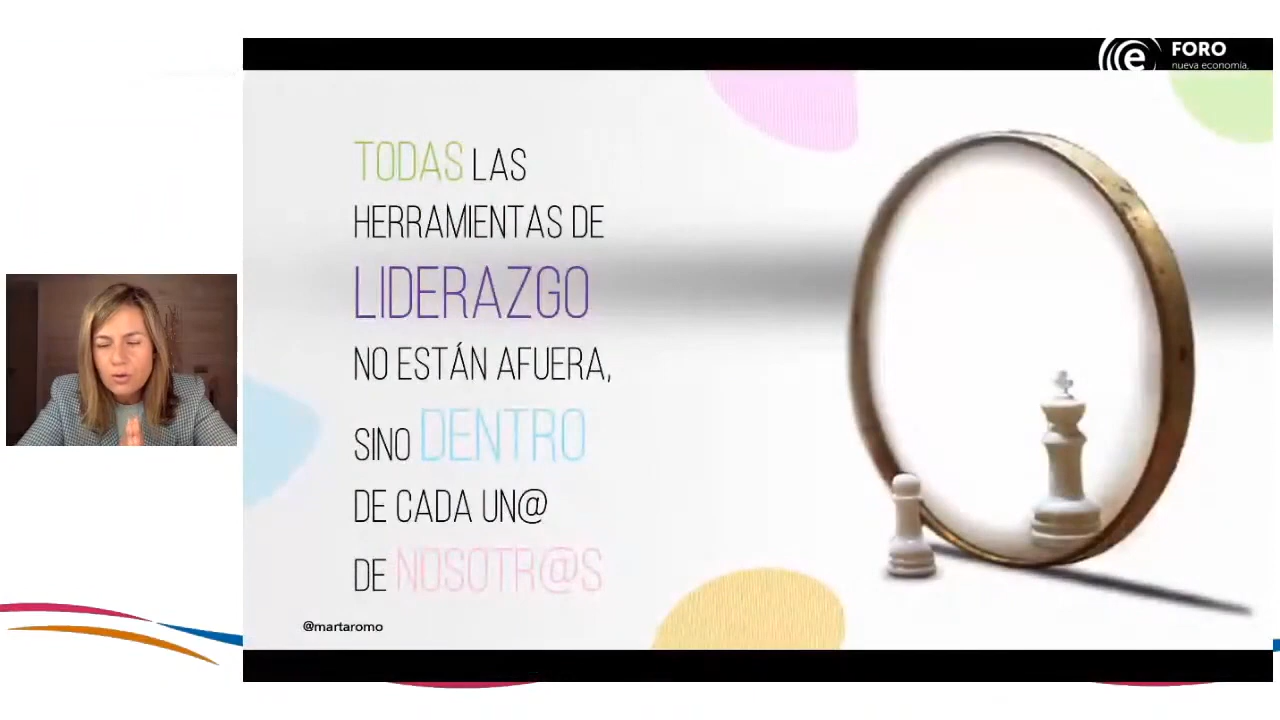 FORO
nueva economía.
TODAS LAS
HERRAMIENTAS DE
LIDERAZGO
NO ESTÁN AFUERA,
SINO DENTRO
DE CADA UN@
DE NOSOTR@S
@martaromo